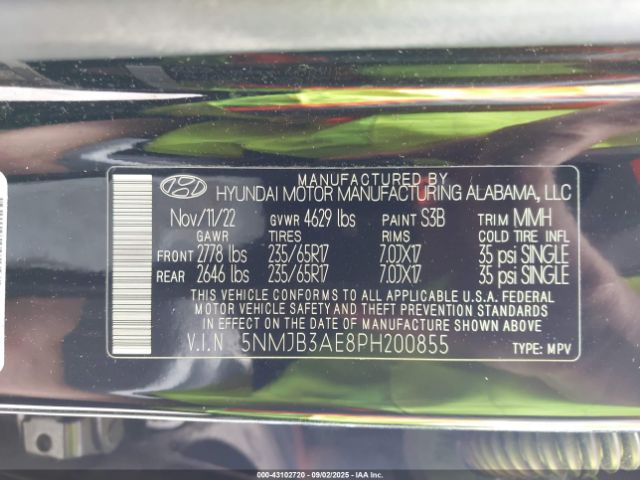 MANUFACTURED BY
HYUNDAI MOTOR MANUFACTURING ALABAMA, LLC
Nov/11/22 GVWR 4629 lbs PAINT S3B TRIM MMH
GAWR TIRES RIMS COLD TIRE INFL
FRONT 2778 lbs 235/65R17 7.0JX17 35 psi SINGLE
REAR 2646 lbs 235/65R17 7.0JX17 35 psi SINGLE
THIS VEHICLE CONFORMS TO ALL APPLICABLE U.S.A. FEDERAL
MOTOR VEHICLE SAFETY AND THEFT PREVENTION STANDARDS
IN EFFECT ON THE DATE OF MANUFACTURE SHOWN ABOVE.
V.I.N 5NMJB3AE8PH200855 TYPE: MPV
000-43102720 - 09/02/2025 - IAA Inc.